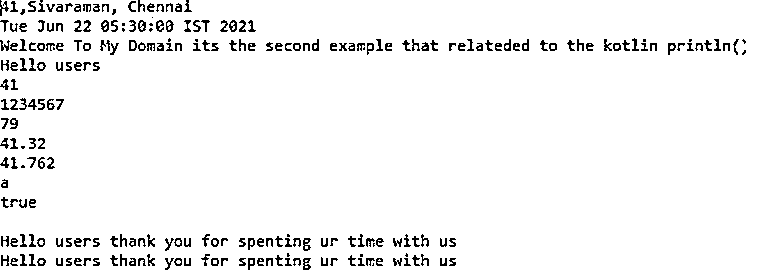 41,Sivaraman, Chennai
Tue Jun 22 05:30:00 IST 2021
Welcome To My Domain its the second example that relateded to the kotlin println()
Hello users
41
1234567
79
41.32
41.762
a
true
Hello users thank you for spenting ur time with us
Hello users thank you for spenting ur time with us